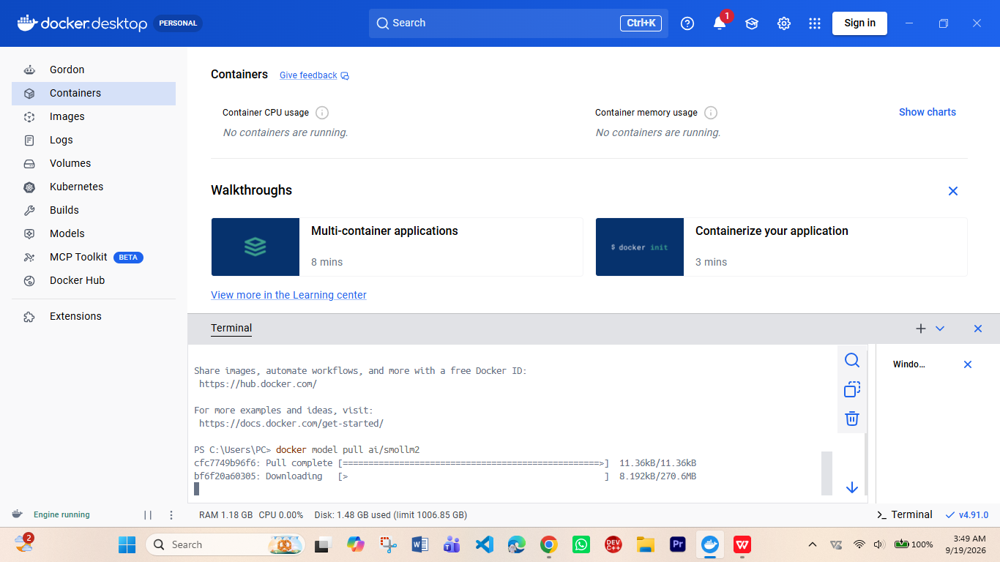 docker.desktop PERSONAL
Search Ctrl+K
1
Sign in
Gordon
Containers
Images
Logs
Volumes
Kubernetes
Builds
Models
MCP Toolkit BETA
Docker Hub
Extensions
Containers Give feedback
Container CPU usage
No containers are running.
Container memory usage
No containers are running.
Show charts
Walkthroughs
Multi-container applications
8 mins
$ docker init
Containerize your application
3 mins
View more in the Learning center
Terminal
Share images, automate workflows, and more with a free Docker ID:
https://hub.docker.com/
For more examples and ideas, visit:
https://docs.docker.com/get-started/
PS C:\Users\PC> docker model pull ai/smollm2
cfc7749b96f6: Pull complete [==================================================>] 11.36kB/11.36kB
bf6f20a60305: Downloading [> ] 8.192kB/270.6MB
Windo...
Engine running
RAM 1.18 GB CPU 0.00% Disk: 1.48 GB used (limit 1006.85 GB)
>_ Terminal
v4.91.0
2
Search
DEV C++
Pr
W
100%
3:49 AM
9/19/2026